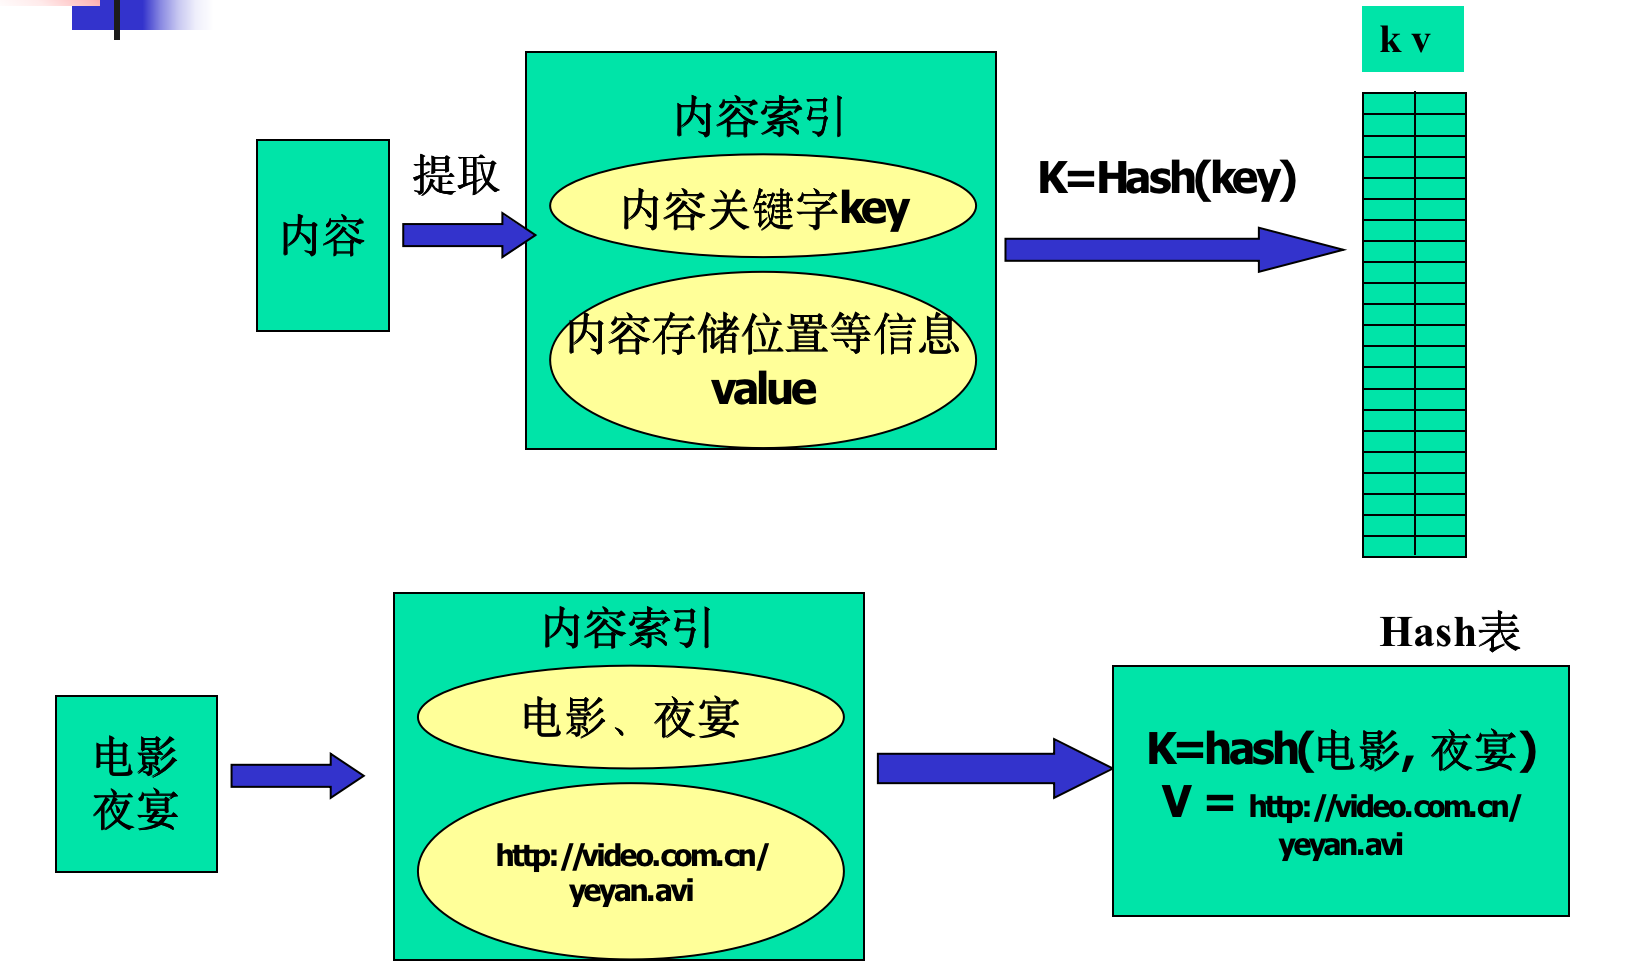 k v
内容索引
提取
内容关键字key
K=Hash(key)
内容
内容存储位置等信息
value
Hash表
内容索引
电影、夜宴
电影
夜宴
http://video.com.cn/
yeyan.avi
K=hash(电影, 夜宴)
V = http://video.com.cn/
yeyan.avi